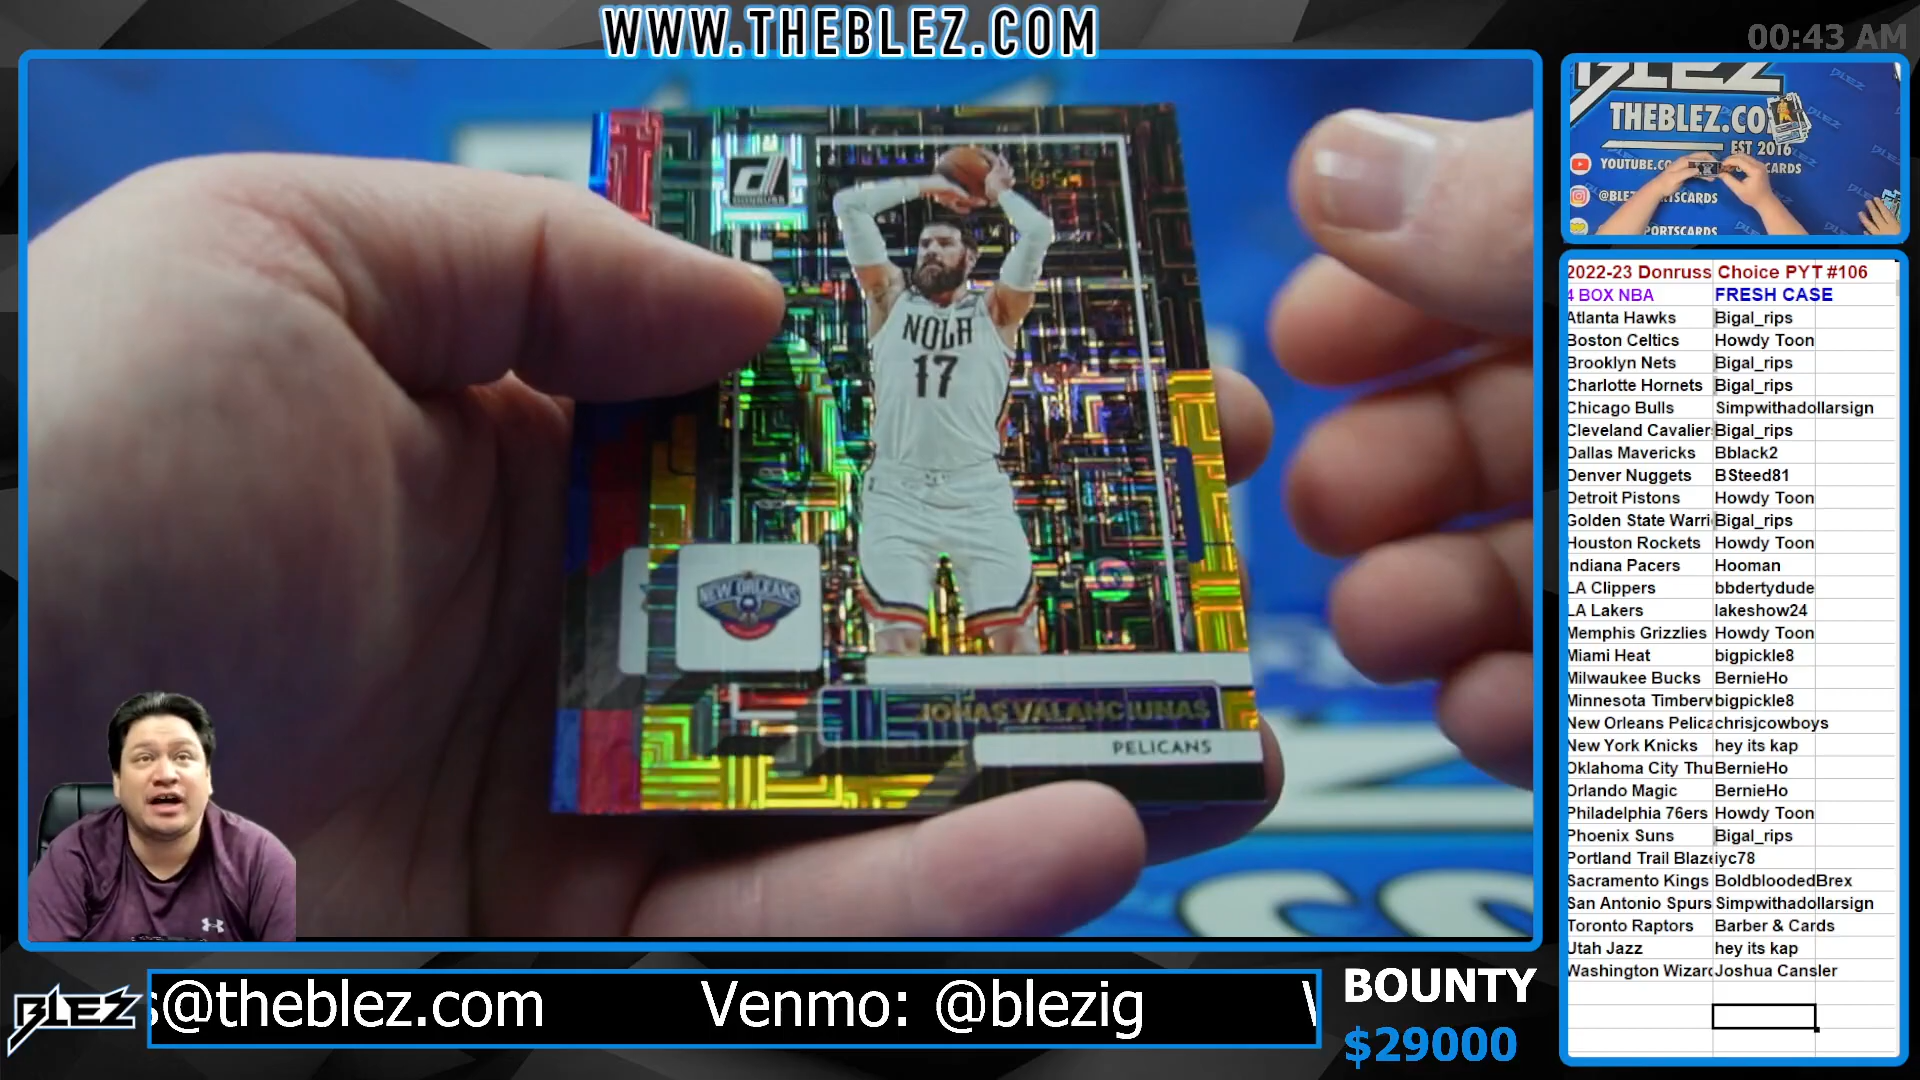 WWW.THEBLEZ.COM
00:43 AM
BLEZ
THEBLEZ.CO
EST 2016
YOUTUBE.CO
CARDS
@BLE
TSCARDS
PORTSCARDS
2022-23 Donruss Choice PYT #106
4 BOX NBA FRESH CASE
Atlanta Hawks Bigal_rips
Boston Celtics Howdy Toon
Brooklyn Nets Bigal_rips
Charlotte Hornets Bigal_rips
Chicago Bulls Simpwithadollarsign
Cleveland Cavaliers Bigal_rips
Dallas Mavericks Bblack2
Denver Nuggets BSteed81
Detroit Pistons Howdy Toon
Golden State Warri Bigal_rips
Houston Rockets Howdy Toon
Indiana Pacers Hooman
LA Clippers bbdertydude
LA Lakers lakeshow24
Memphis Grizzlies Howdy Toon
Miami Heat bigpickle8
Milwaukee Bucks BernieHo
Minnesota Timberw bigpickle8
New Orleans Pelica chrisjcowboys
New York Knicks hey its kap
Oklahoma City Thu BernieHo
Orlando Magic BernieHo
Philadelphia 76ers Howdy Toon
Phoenix Suns Bigal_rips
Portland Trail Blaze iyc78
Sacramento Kings BoldbloodedBrex
San Antonio Spurs Simpwithadollarsign
Toronto Raptors Barber & Cards
Utah Jazz hey its kap
Washington Wizard Joshua Cansler
d
DONRUSS
NOLA
17
NEW ORLEANS
JONAS VALANCIUNAS
PELICANS
BLEZ
s@theblez.com Venmo: @blezig
BOUNTY
$29000